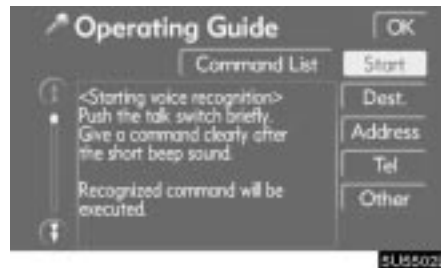 Operating Guide
OK
Command List
Start
<Starting voice recognition>
Push the talk switch briefly.
Give a command clearly after
the short beep sound.
Recognized command will be
executed.
Dest.
Address
Tel
Other